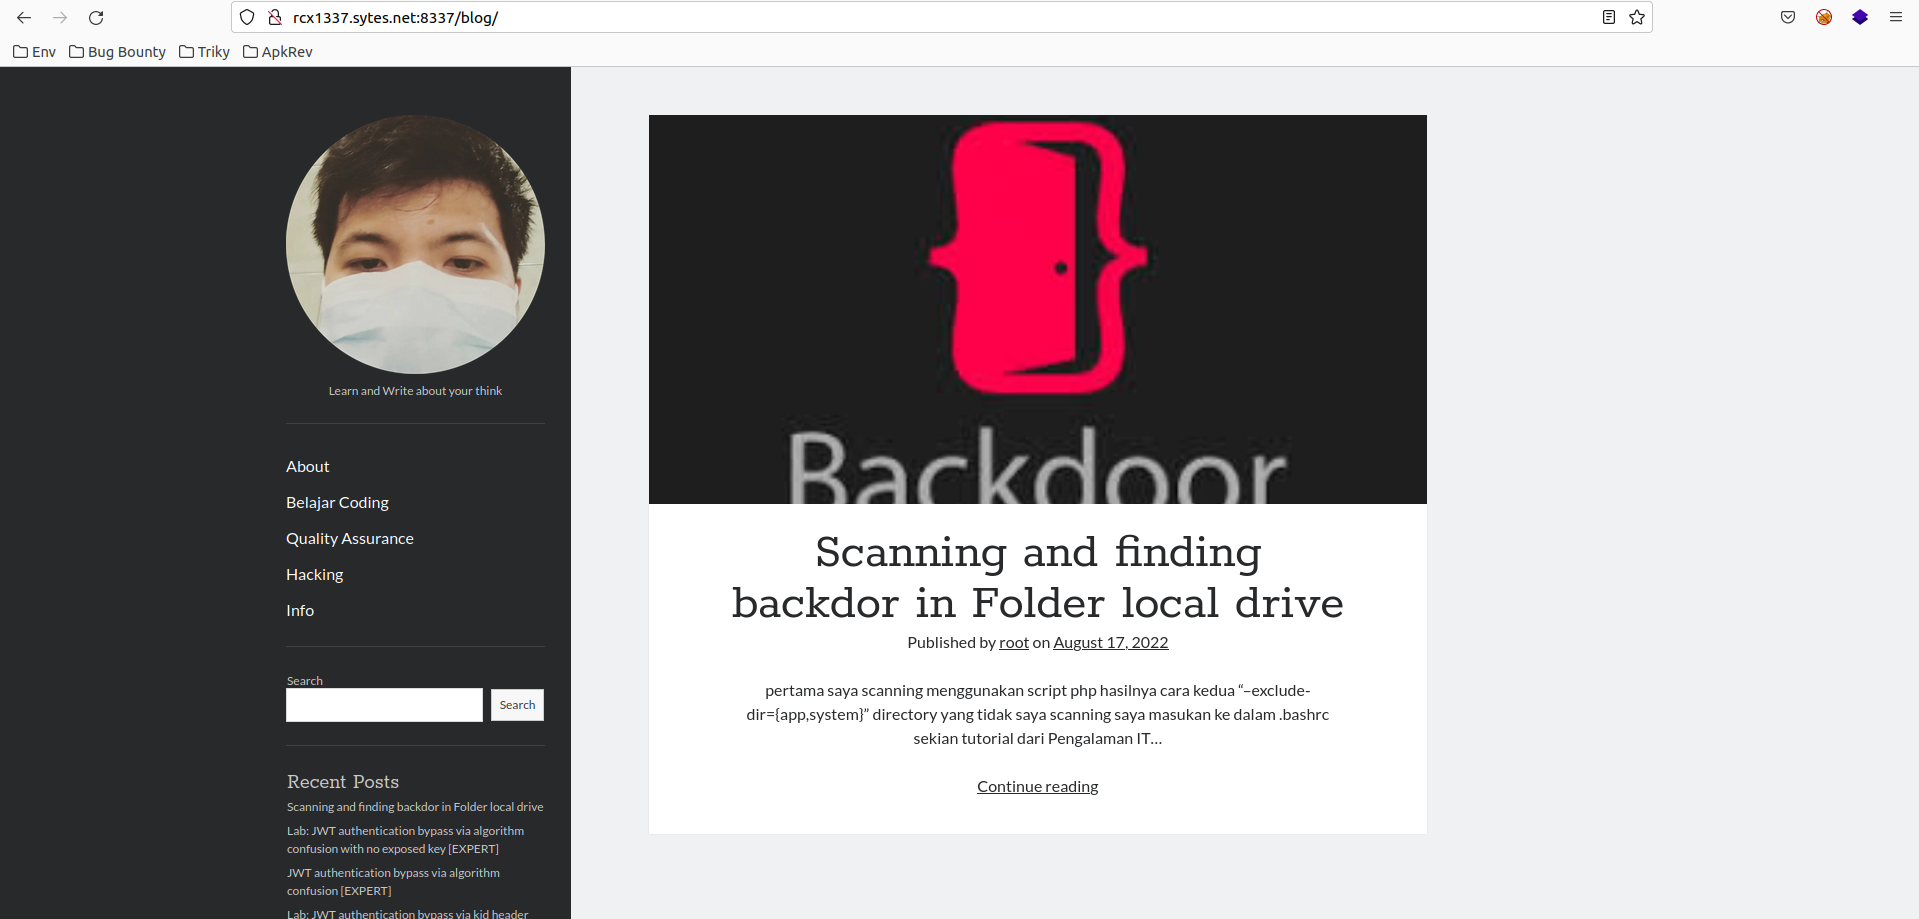 rcx1337.sytes.net:8337/blog/
Env Bug Bounty Triky ApkRev
Learn and Write about your think
About
Belajar Coding
Quality Assurance
Hacking
Info
Search
Search
Recent Posts
Scanning and finding backdor in Folder local drive
Lab: JWT authentication bypass via algorithm
confusion with no exposed key [EXPERT]
JWT authentication bypass via algorithm
confusion [EXPERT]
Lab: JWT authentication bypass via kid header
Backdoor
Scanning and finding
backdor in Folder local drive
Published by root on August 17, 2022
pertama saya scanning menggunakan script php hasilnya cara kedua “–exclude-
dir={app,system}” directory yang tidak saya scanning saya masukan ke dalam .bashrc
sekian tutorial dari Pengalaman IT…
Continue reading